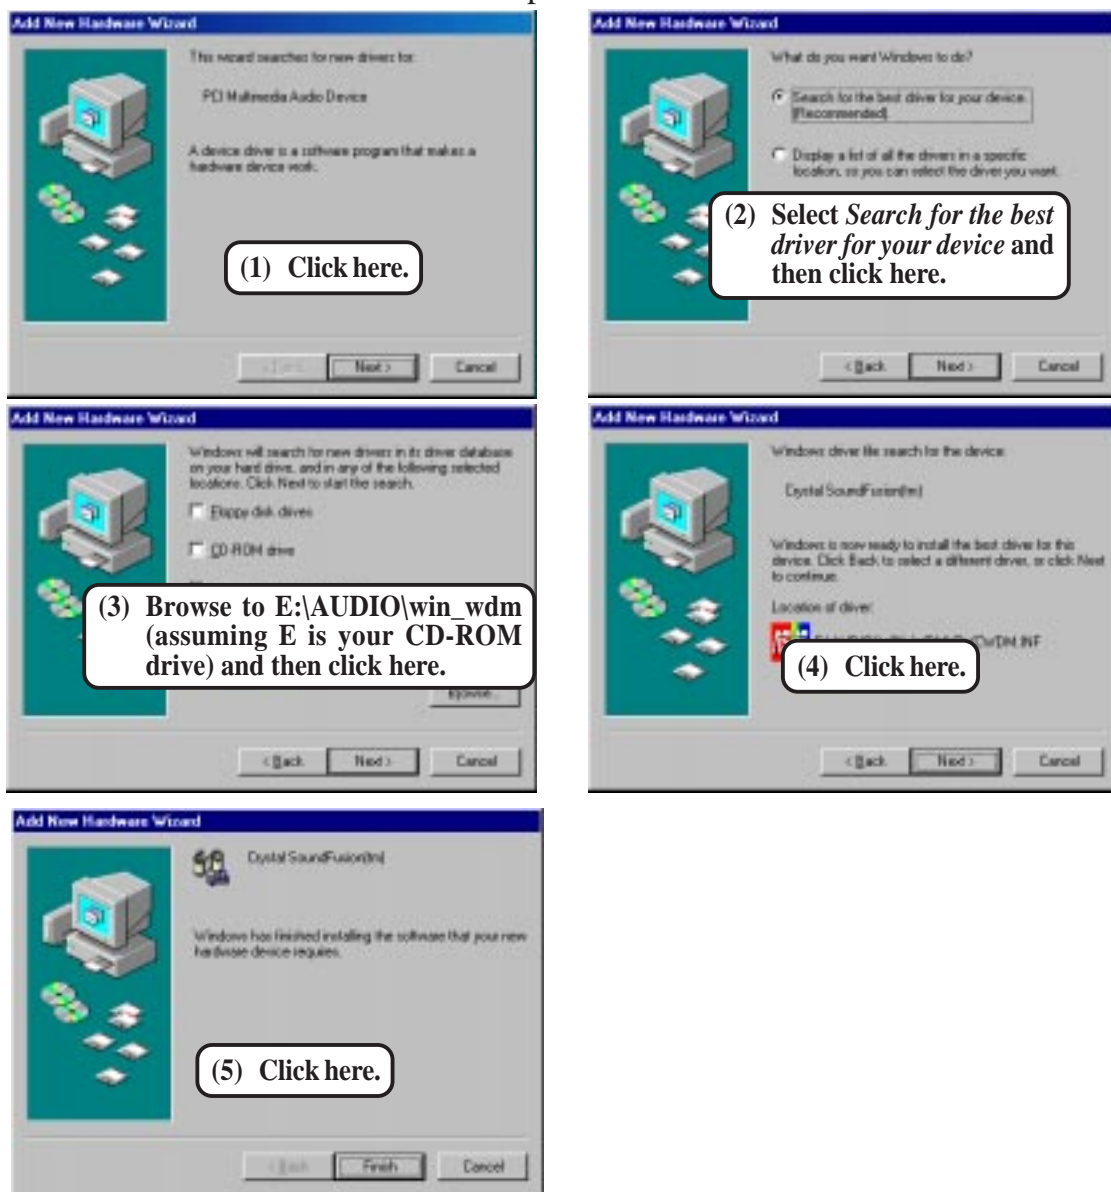 Add New Hardware Wizard
This wizard searches for new drivers for:
PCI Multimedia Audio Device
A device driver is a software program that makes a
hardware device work.
(1) Click here.
Next >
Cancel
Add New Hardware Wizard
What do you want Windows to do?
Search for the best driver for your device.
(Recommended).
Display a list of all the drivers in a specific
location, so you can select the driver you want.
(2) Select Search for the best
driver for your device and
then click here.
< Back
Next >
Cancel
Add New Hardware Wizard
Windows will search for new drivers in its driver database
on your hard drive, and in any of the following selected
locations. Click Next to start the search.
Floppy disk drives
CD-ROM drive
(3) Browse to E:\AUDIO\win_wdm
(assuming E is your CD-ROM
drive) and then click here.
Browse...
< Back
Next >
Cancel
Add New Hardware Wizard
Windows driver file search for the device:
Crystal SoundFusion(tm)
Windows is now ready to install the best driver for this
device. Click Back to select a different driver, or click Next
to continue.
Location of driver:
(4) Click here.
< Back
Next >
Cancel
Add New Hardware Wizard
Crystal SoundFusion(tm)
Windows has finished installing the software that your new
hardware device requires.
(5) Click here.
< Back
Finish
Cancel